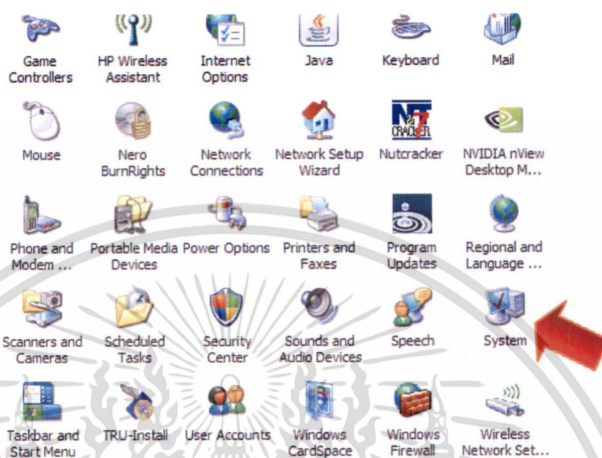 Game Controllers
HP Wireless Assistant
Internet Options
Java
Keyboard
Mail
Mouse
Nero BurnRights
Network Connections
Network Setup Wizard
NUT CRACKER
Nutcracker
NVIDIA nView Desktop M...
Phone and Modem ...
Portable Media Devices
Power Options
Printers and Faxes
Program Updates
Regional and Language ...
Scanners and Cameras
Scheduled Tasks
Security Center
Sounds and Audio Devices
Speech
System
Taskbar and Start Menu
TRU-Install
User Accounts
Windows CardSpace
Windows Firewall
Wireless Network Set...